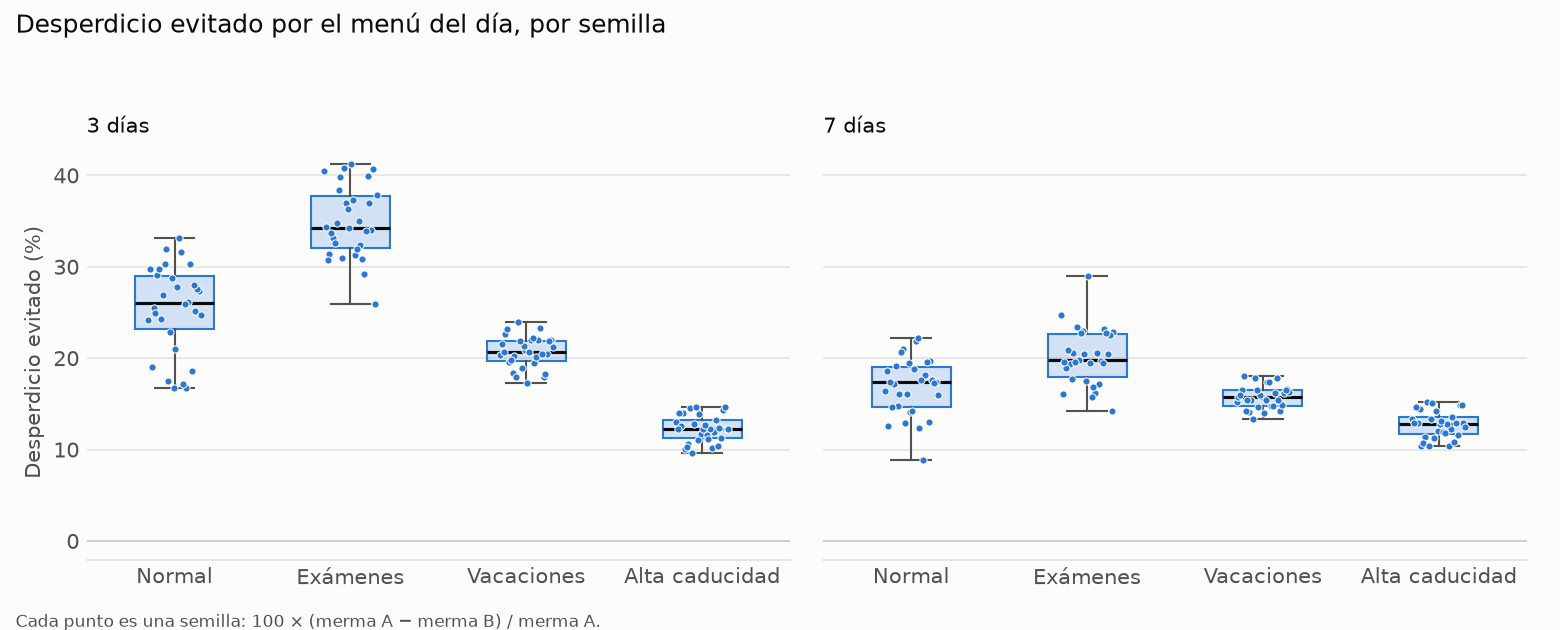 Desperdicio evitado por el menú del día, por semilla
3 días
7 días
Desperdicio evitado (%)
40
30
20
10
0
Normal
Exámenes
Vacaciones
Alta caducidad
Normal
Exámenes
Vacaciones
Alta caducidad
Cada punto es una semilla: 100 × (merma A − merma B) / merma A.